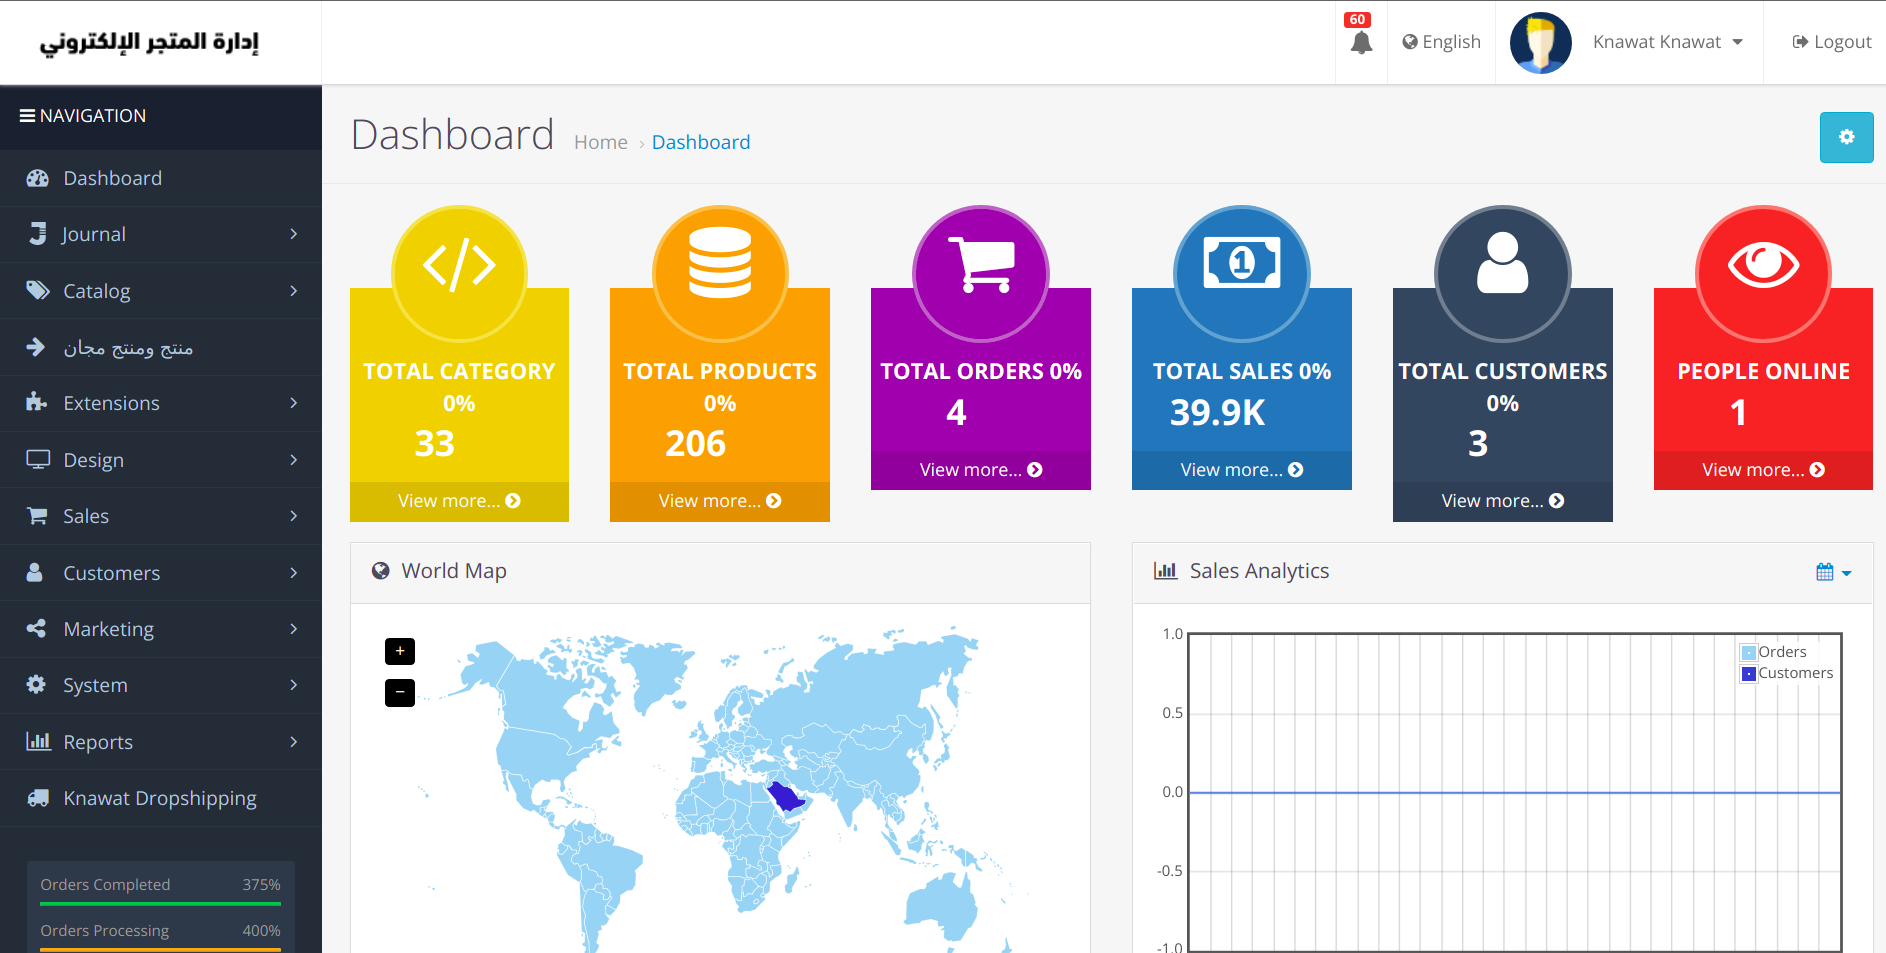 إدارة المتجر الإلكتروني
60
English
Knawat Knawat
Logout
NAVIGATION
Dashboard
Journal
Catalog
منتج ومنتج مجان
Extensions
Design
Sales
Customers
Marketing
System
Reports
Knawat Dropshipping
Orders Completed 375%
Orders Processing 400%
Dashboard Home › Dashboard
TOTAL CATEGORY
0%
33
View more...
TOTAL PRODUCTS
0%
206
View more...
TOTAL ORDERS 0%
4
View more...
1
TOTAL SALES 0%
39.9K
View more...
TOTAL CUSTOMERS
0%
3
View more...
PEOPLE ONLINE
1
View more...
World Map
+
−
Sales Analytics
1.0
0.5
0.0
-0.5
-1.0
Orders
Customers